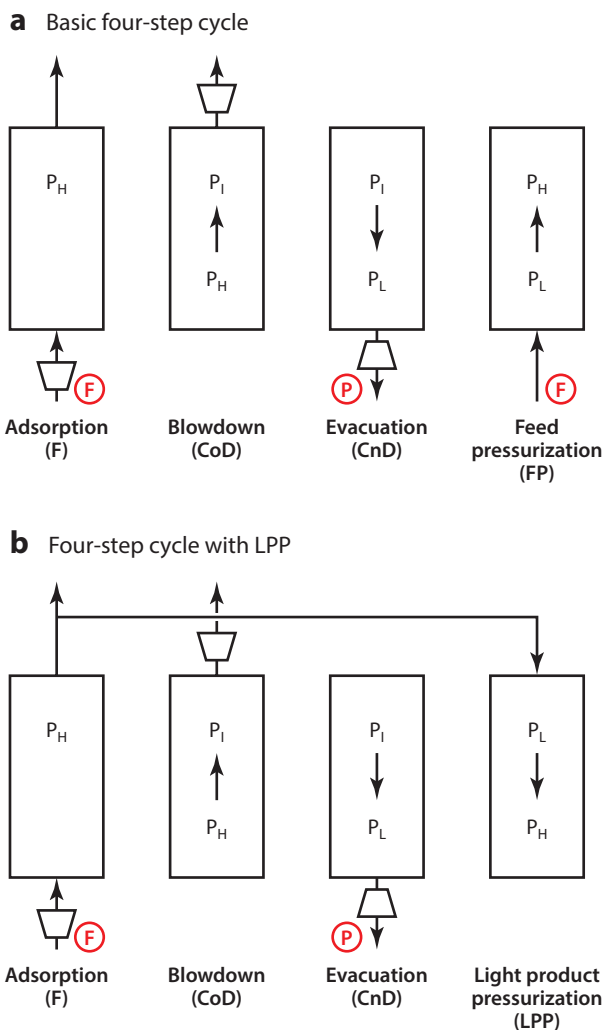 a Basic four-step cycle
P_H
P_I
P_H
P_I
P_L
P_H
P_L
F
P
F
Adsorption
(F)
Blowdown
(CoD)
Evacuation
(CnD)
Feed
pressurization
(FP)
b Four-step cycle with LPP
P_H
P_I
P_H
P_I
P_L
P_L
P_H
F
P
Adsorption
(F)
Blowdown
(CoD)
Evacuation
(CnD)
Light product
pressurization
(LPP)